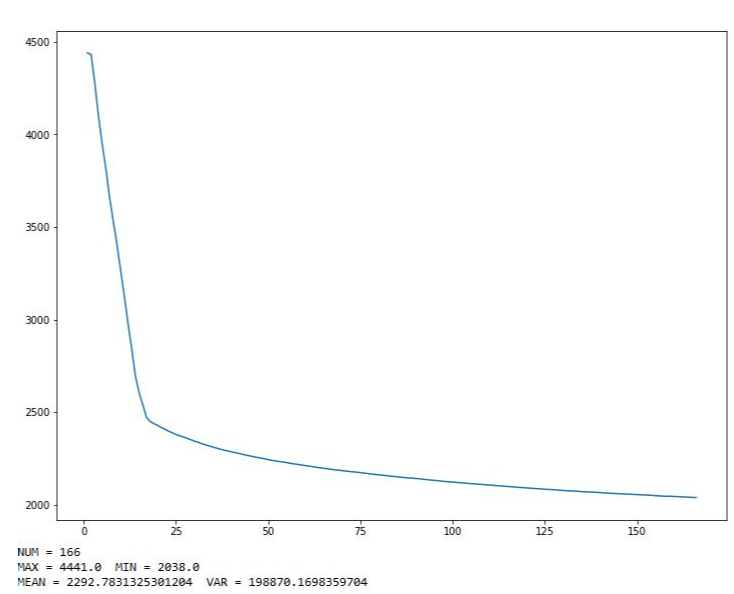 4500
4000
3500
3000
2500
2000
0 25 50 75 100 125 150
NUM = 166
MAX = 4441.0 MIN = 2038.0
MEAN = 2292.7831325301204 VAR = 198870.1698359704